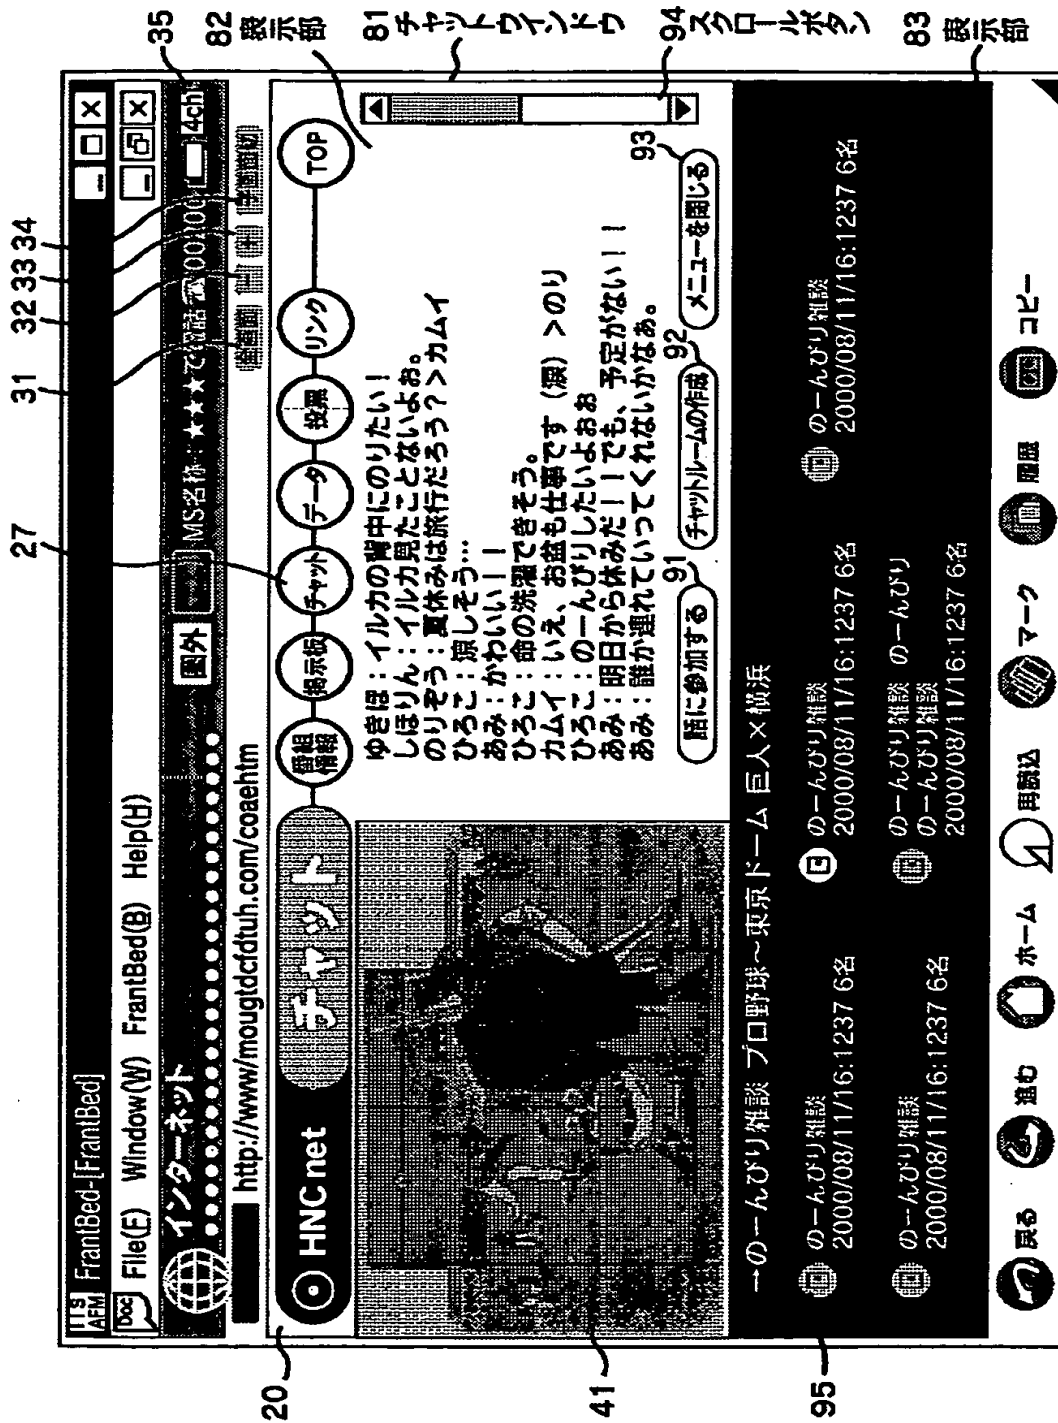 35
82 表示部
81 チャットウインドウ
94 スクロールボタン
83 表示部
31
32
33
34
27
20
41
95
ITS
AFM
FrantBed-[FrantBed]
Doc
File(F) Window(W) FrantBed(B) Help(H)
インターネット
圏外
MS名称:★★★で
00:00
4ch
http://www/mougtdcfdtuh.com/coaehtm
HNC net
チャット
番組情報
掲示板
チャット
データ
投票
リンク
TOP
ゆきほ:イルカの背中にのりたい!
しほりん:イルカ見たことないよぉ。
のりぞう:夏休みは旅行だろう?>カムイ
ひろこ:涼しそう…
あみ:かわいい!!
ひろこ:命の洗濯できそう。
カムイ:いえ、お盆も仕事です(涙)>のり
ひろこ:のーんびりしたいよぉぉ
あみ:明日から休みだ!!でも、予定がない!!
あみ:誰か連れていってくれないかなぁ。
話に参加する
91
チャットルームの作成
92
メニューを閉じる
93
→のーんびり雑談 プロ野球~東京ドーム 巨人×横浜
のーんびり雑談
2000/08/11/16:1237 6名
のーんびり雑談
2000/08/11/16:1237 6名
のーんびり雑談
2000/08/11/16:1237 6名
のーんびり雑談
2000/08/11/16:1237 6名
のーんびり雑談 のーんびり
のーんびり雑談
2000/08/11/16:1237 6名
戻る
進む
ホーム
再読込
マーク
履歴
コピー